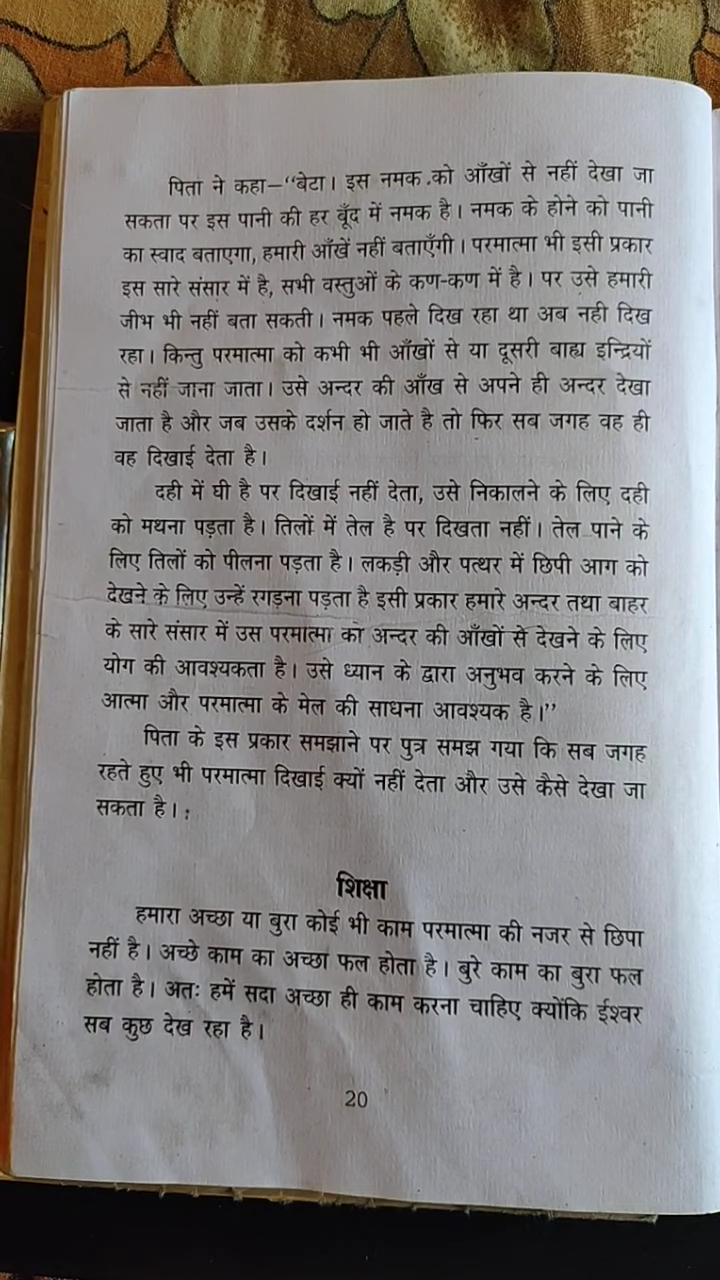 पिता ने कहा–“बेटा। इस नमक को आँखों से नहीं देखा जा
सकता पर इस पानी की हर बूँद में नमक है। नमक के होने को पानी
का स्वाद बताएगा, हमारी आँखें नहीं बताएँगी। परमात्मा भी इसी प्रकार
इस सारे संसार में है, सभी वस्तुओं के कण-कण में है। पर उसे हमारी
जीभ भी नहीं बता सकती। नमक पहले दिख रहा था अब नही दिख
रहा। किन्तु परमात्मा को कभी भी आँखों से या दूसरी बाह्य इन्द्रियों
से नहीं जाना जाता। उसे अन्दर की आँख से अपने ही अन्दर देखा
जाता है और जब उसके दर्शन हो जाते है तो फिर सब जगह वह ही
वह दिखाई देता है।
दही में घी है पर दिखाई नहीं देता, उसे निकालने के लिए दही
को मथना पड़ता है। तिलों में तेल है पर दिखता नहीं। तेल पाने के
लिए तिलों को पीलना पड़ता है। लकड़ी और पत्थर में छिपी आग को
देखने के लिए उन्हें रगड़ना पड़ता है इसी प्रकार हमारे अन्दर तथा बाहर
के सारे संसार में उस परमात्मा को अन्दर की आँखों से देखने के लिए
योग की आवश्यकता है। उसे ध्यान के द्वारा अनुभव करने के लिए
आत्मा और परमात्मा के मेल की साधना आवश्यक है।”
पिता के इस प्रकार समझाने पर पुत्र समझ गया कि सब जगह
रहते हुए भी परमात्मा दिखाई क्यों नहीं देता और उसे कैसे देखा जा
सकता है।
शिक्षा
हमारा अच्छा या बुरा कोई भी काम परमात्मा की नजर से छिपा
नहीं है। अच्छे काम का अच्छा फल होता है। बुरे काम का बुरा फल
होता है। अतः हमें सदा अच्छा ही काम करना चाहिए क्योंकि ईश्वर
सब कुछ देख रहा है।
20